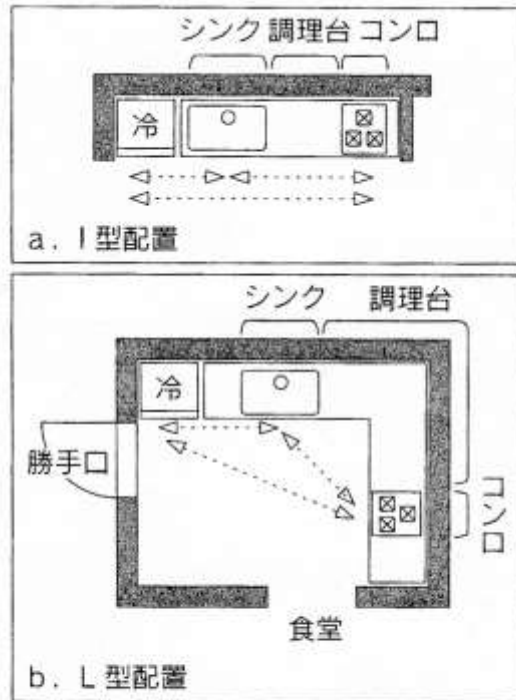 シンク 調理台 コンロ
冷
a. I型配置
シンク 調理台
冷
勝手口
コンロ
食堂
b. L型配置